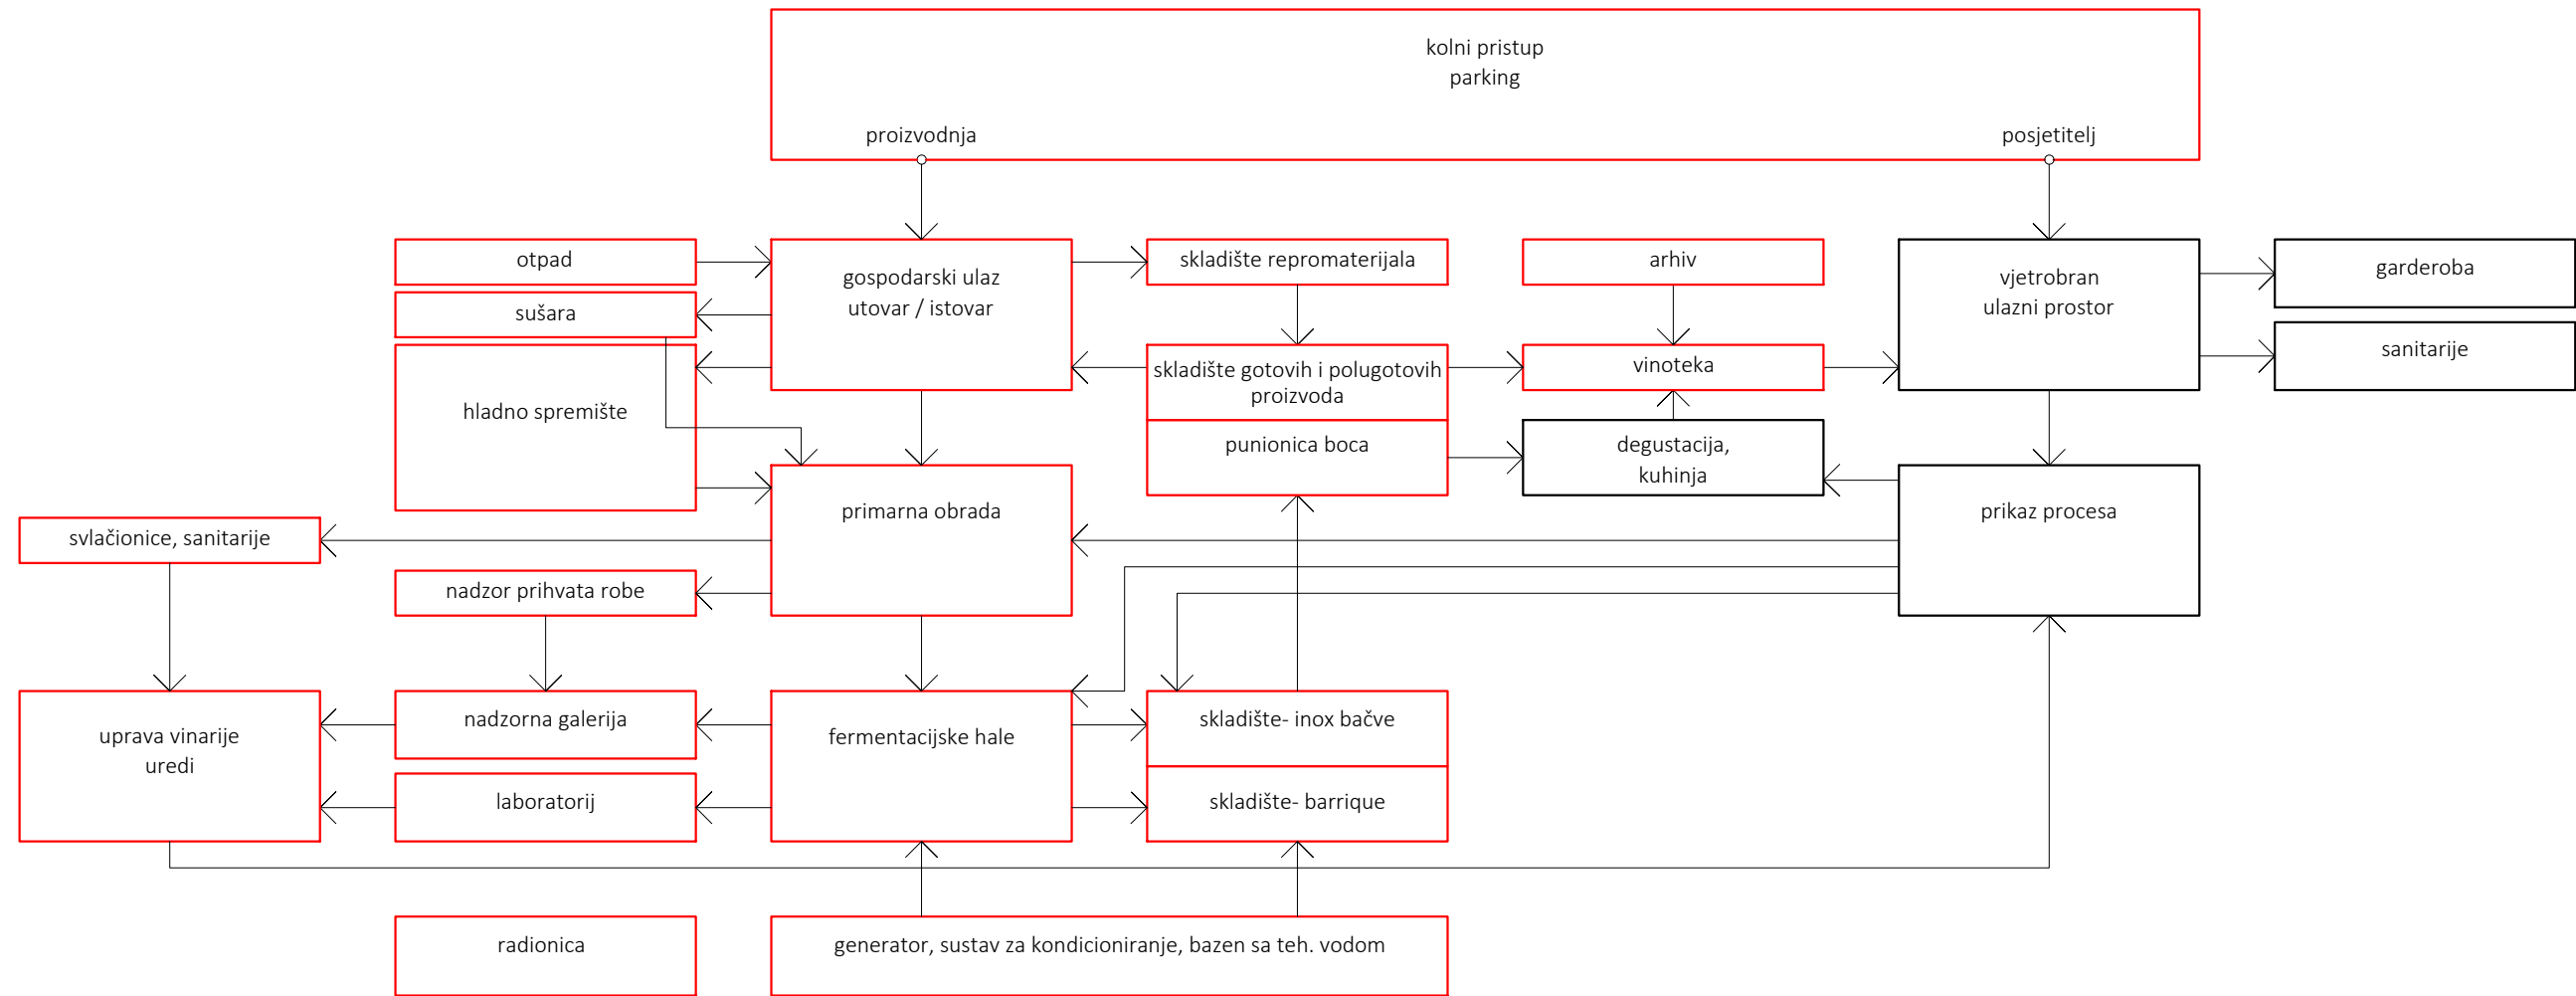 kolni pristup
parking
proizvodnja
posjetitelj
otpad
gospodarski ulaz
utovar / istovar
skladište repromaterijala
arhiv
vjetrobran
ulazni prostor
garderoba
sušara
sanitarije
hladno spremište
skladište gotovih i polugotovih
proizvoda
vinoteka
punionica boca
degustacija,
kuhinja
primarna obrada
prikaz procesa
svlačionice, sanitarije
nadzor prihvata robe
uprava vinarije
uredi
nadzorna galerija
fermentacijske hale
skladište- inox bačve
laboratorij
skladište- barrique
radionica
generator, sustav za kondicioniranje, bazen sa teh. vodom